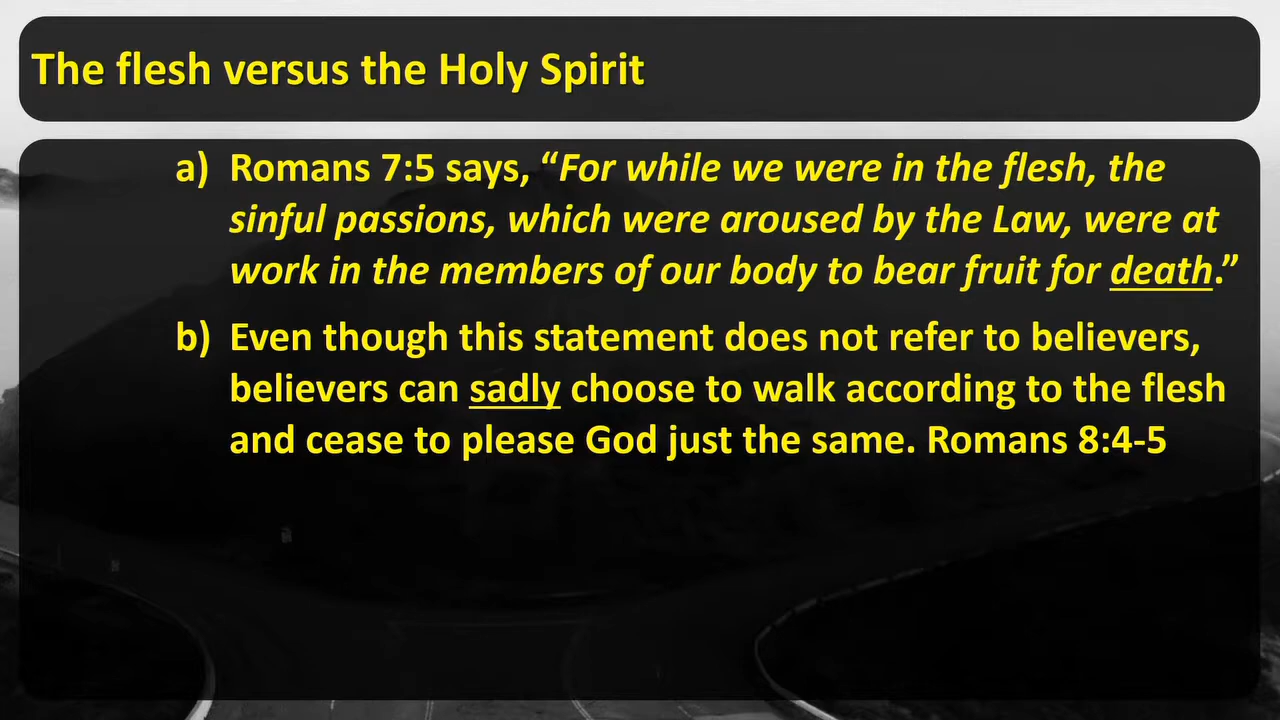 The flesh versus the Holy Spirit
a) Romans 7:5 says, “For while we were in the flesh, the
sinful passions, which were aroused by the Law, were at
work in the members of our body to bear fruit for death.”
b) Even though this statement does not refer to believers,
believers can sadly choose to walk according to the flesh
and cease to please God just the same. Romans 8:4-5